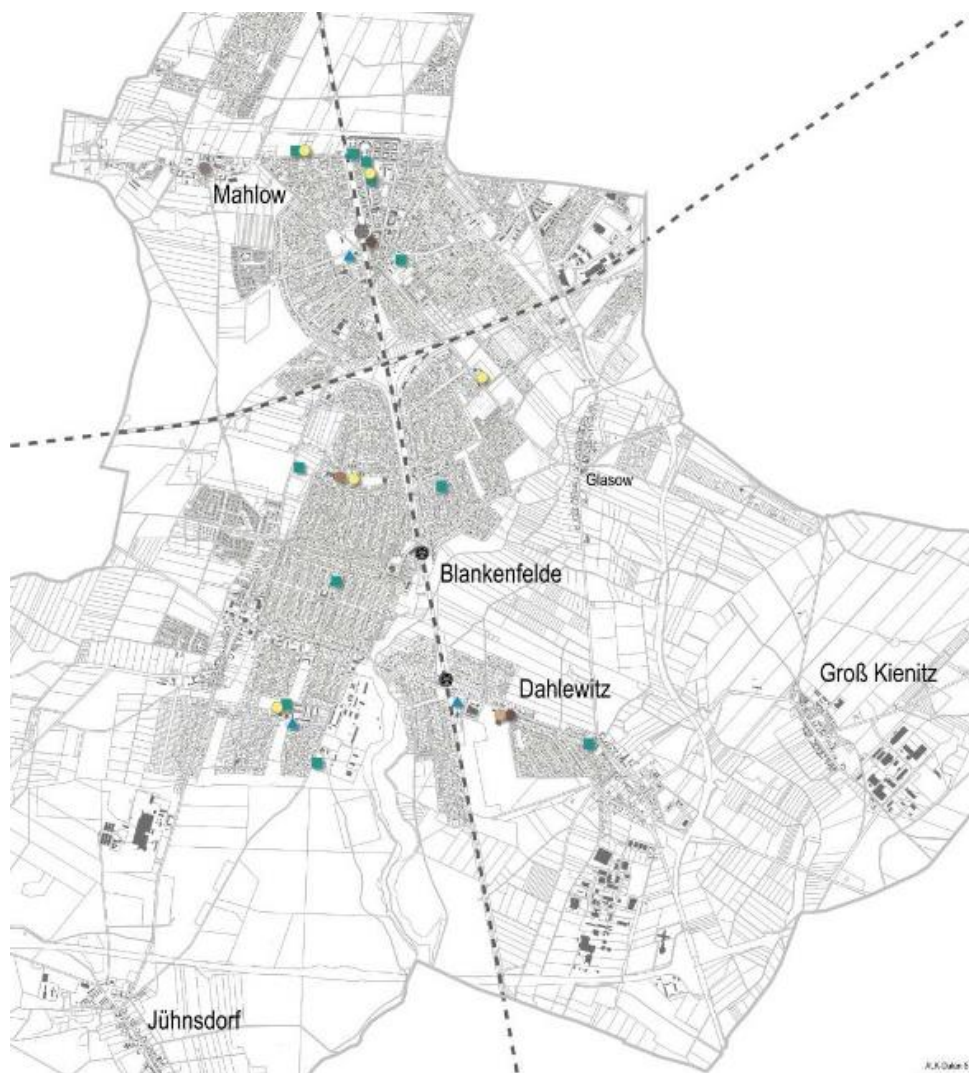 Mahlow
Glasow
Blankenfelde
Groß Kienitz
Dahlewitz
Jühnsdorf